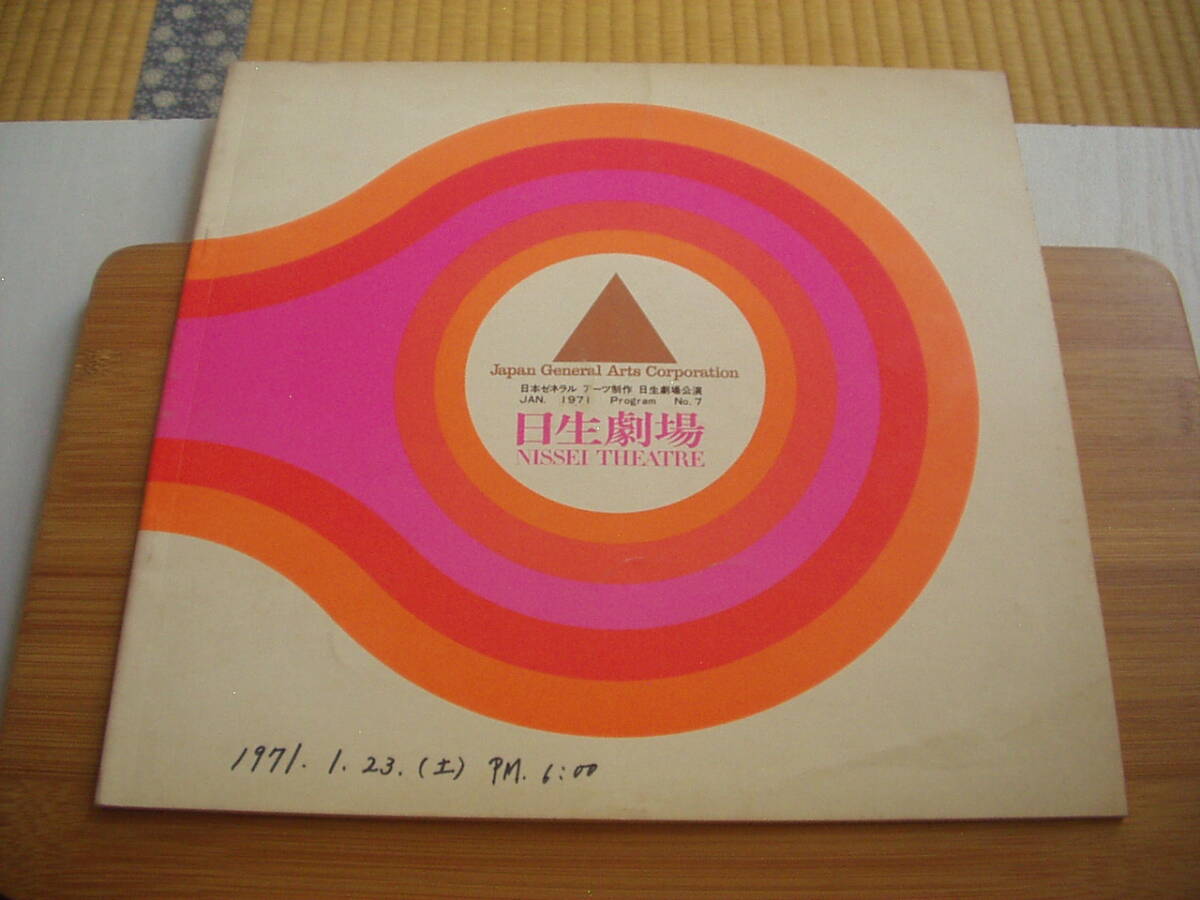 Japan General Arts Corporation
日本ゼネラル アーツ制作 日生劇場公演
JAN. 1971 Program No.7
日生劇場
NISSEI THEATRE
1971. 1. 23. (土) PM. 6:00